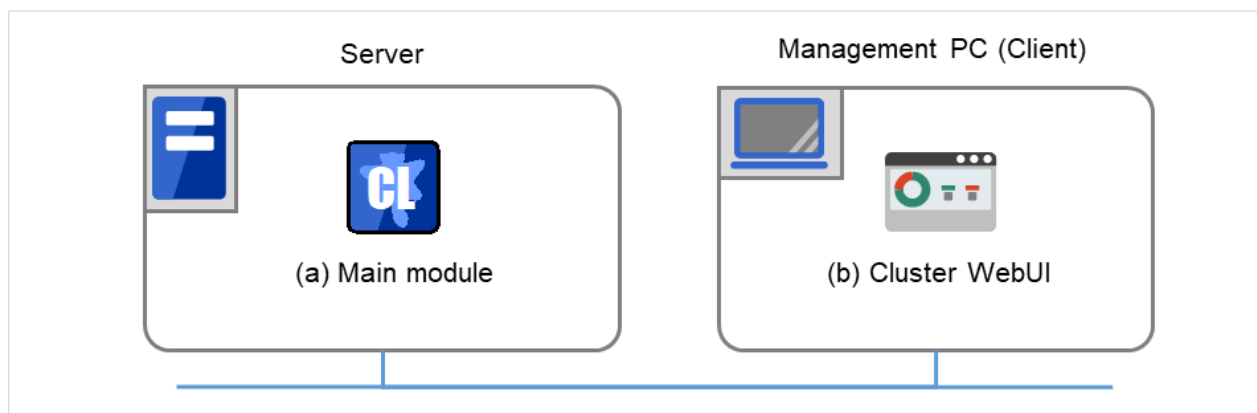 Server
Management PC (Client)
CL
(a) Main module
(b) Cluster WebUI